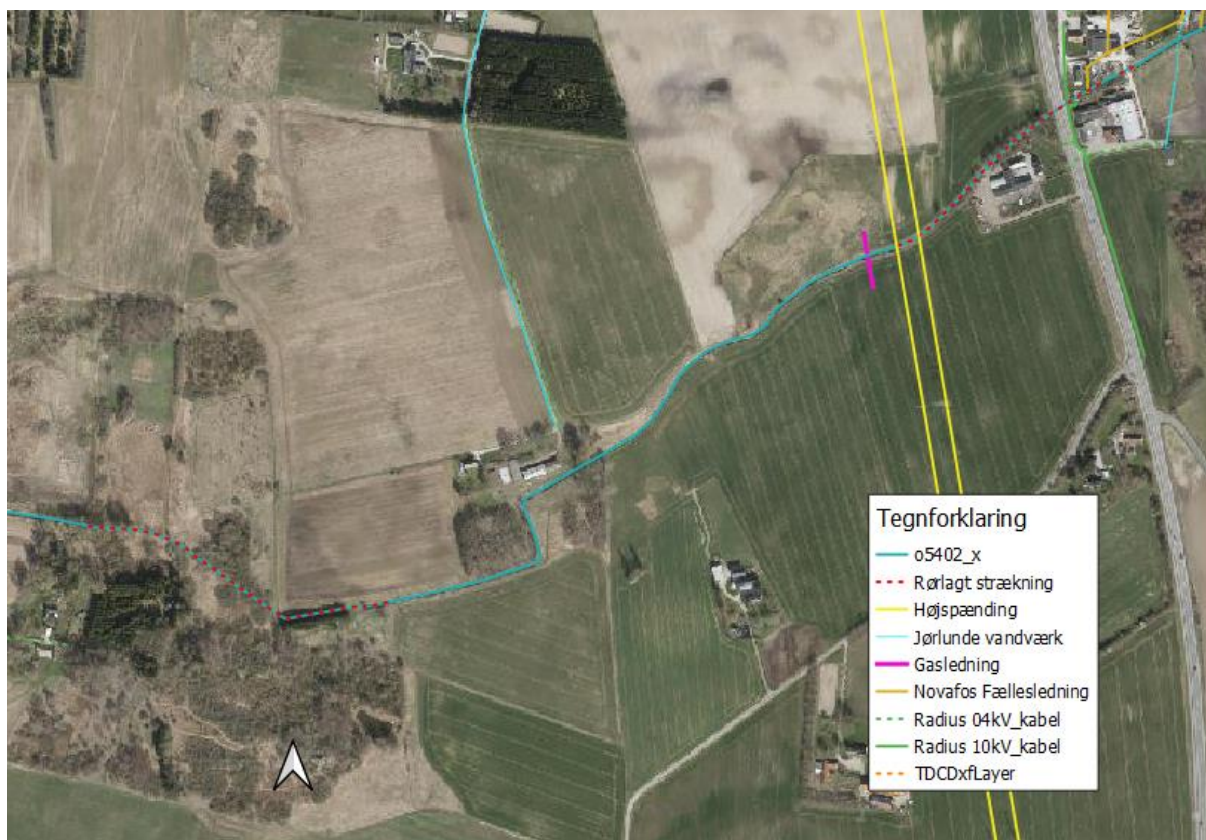 Tegnforklaring
o5402_x
Rørlagt strækning
Højspænding
Jørlunde vandværk
Gasledning
Novafos Fællesledning
Radius 04kV_kabel
Radius 10kV_kabel
TDCDxfLayer